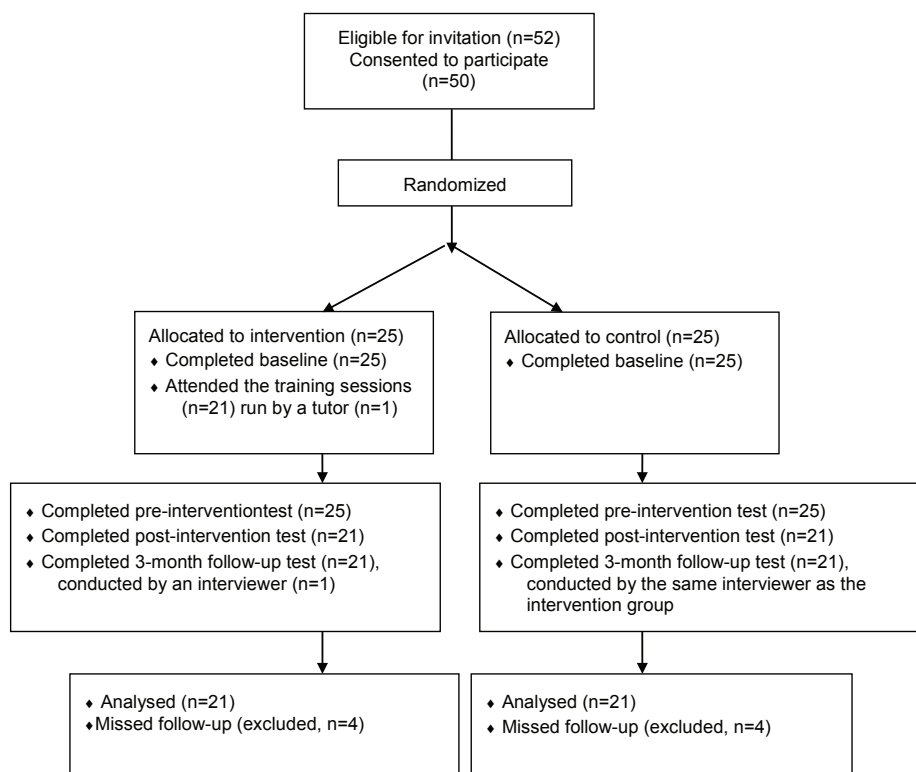 Eligible for invitation (n=52)
Consented to participate
(n=50)
Randomized
Allocated to intervention (n=25)
♦ Completed baseline (n=25)
♦ Attended the training sessions
(n=21) run by a tutor (n=1)
Allocated to control (n=25)
♦ Completed baseline (n=25)
♦ Completed pre-interventiontest (n=25)
♦ Completed post-intervention test (n=21)
♦ Completed 3-month follow-up test (n=21),
conducted by an interviewer (n=1)
♦ Completed pre-intervention test (n=25)
♦ Completed post-intervention test (n=21)
♦ Completed 3-month follow-up test (n=21),
conducted by the same interviewer as the
intervention group
♦ Analysed (n=21)
♦Missed follow-up (excluded, n=4)
♦ Analysed (n=21)
♦ Missed follow-up (excluded, n=4)